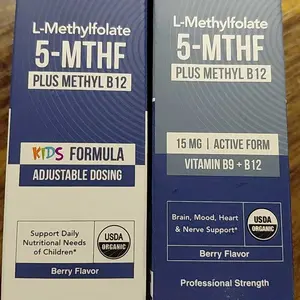 L-Methylfolate
5-MTHF
PLUS METHYL B12
KIDS FORMULA
ADJUSTABLE DOSING
Support Daily
Nutritional Needs
of Children*
USDA
ORGANIC
Berry Flavor
L-Methylfolate
5-MTHF
PLUS METHYL B12
15 MG | ACTIVE FORM
VITAMIN B9 + B12
Brain, Mood, Heart
& Nerve Support*
USDA
ORGANIC
Berry Flavor
Professional Strength